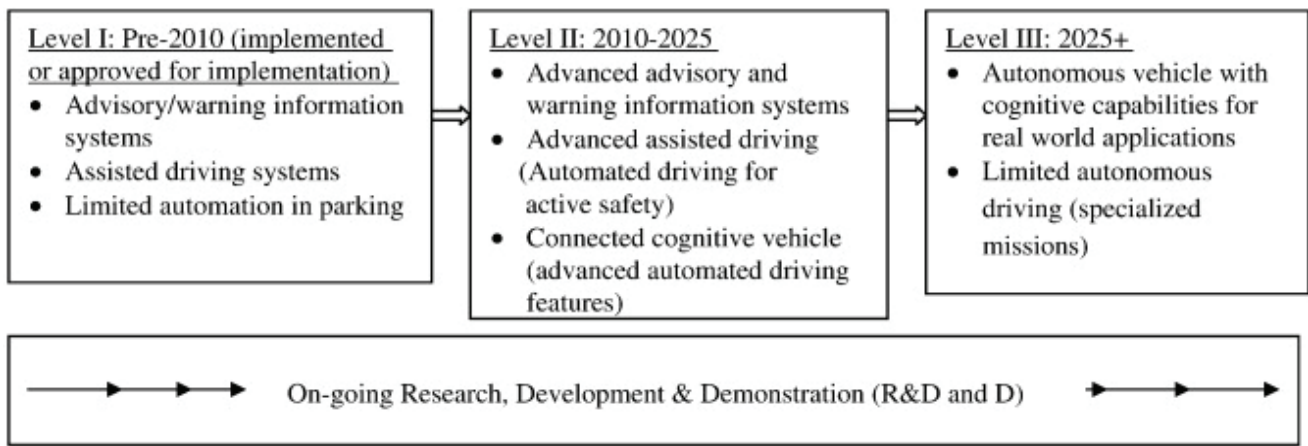 Level I: Pre-2010 (implemented
or approved for implementation)
• Advisory/warning information
systems
• Assisted driving systems
• Limited automation in parking
Level II: 2010-2025
• Advanced advisory and
warning information systems
• Advanced assisted driving
(Automated driving for
active safety)
• Connected cognitive vehicle
(advanced automated driving
features)
Level III: 2025+
• Autonomous vehicle with
cognitive capabilities for
real world applications
• Limited autonomous
driving (specialized
missions)
On-going Research, Development & Demonstration (R&D and D)